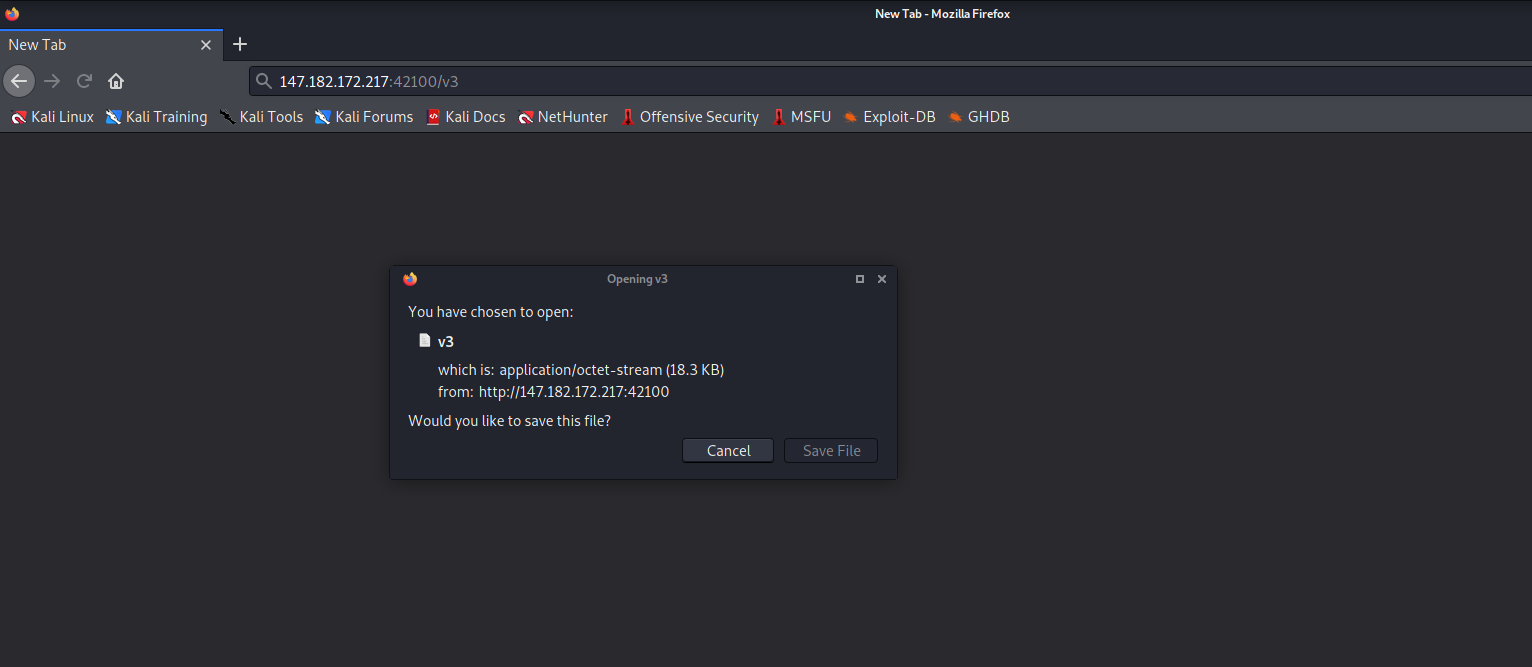 New Tab - Mozilla Firefox
New Tab
147.182.172.217:42100/v3
Kali Linux Kali Training Kali Tools Kali Forums Kali Docs NetHunter Offensive Security MSFU Exploit-DB GHDB
Opening v3
You have chosen to open:
v3
which is: application/octet-stream (18.3 KB)
from: http://147.182.172.217:42100
Would you like to save this file?
Cancel Save File